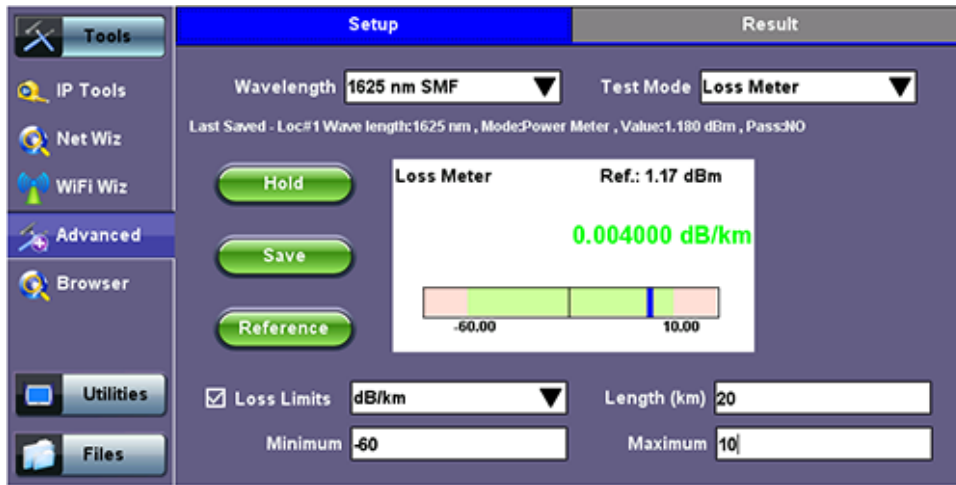 Tools
IP Tools
Net Wiz
WiFi Wiz
Advanced
Browser
Utilities
Files
Setup
Result
Wavelength 1625 nm SMF
Test Mode Loss Meter
Last Saved - Loc#1 Wave length:1625 nm , Mode:Power Meter , Value:1.180 dBm , Pass:NO
Hold
Save
Reference
Loss Meter Ref.: 1.17 dBm
0.004000 dB/km
-60.00 10.00
Loss Limits dB/km
Length (km) 20
Minimum -60
Maximum 10